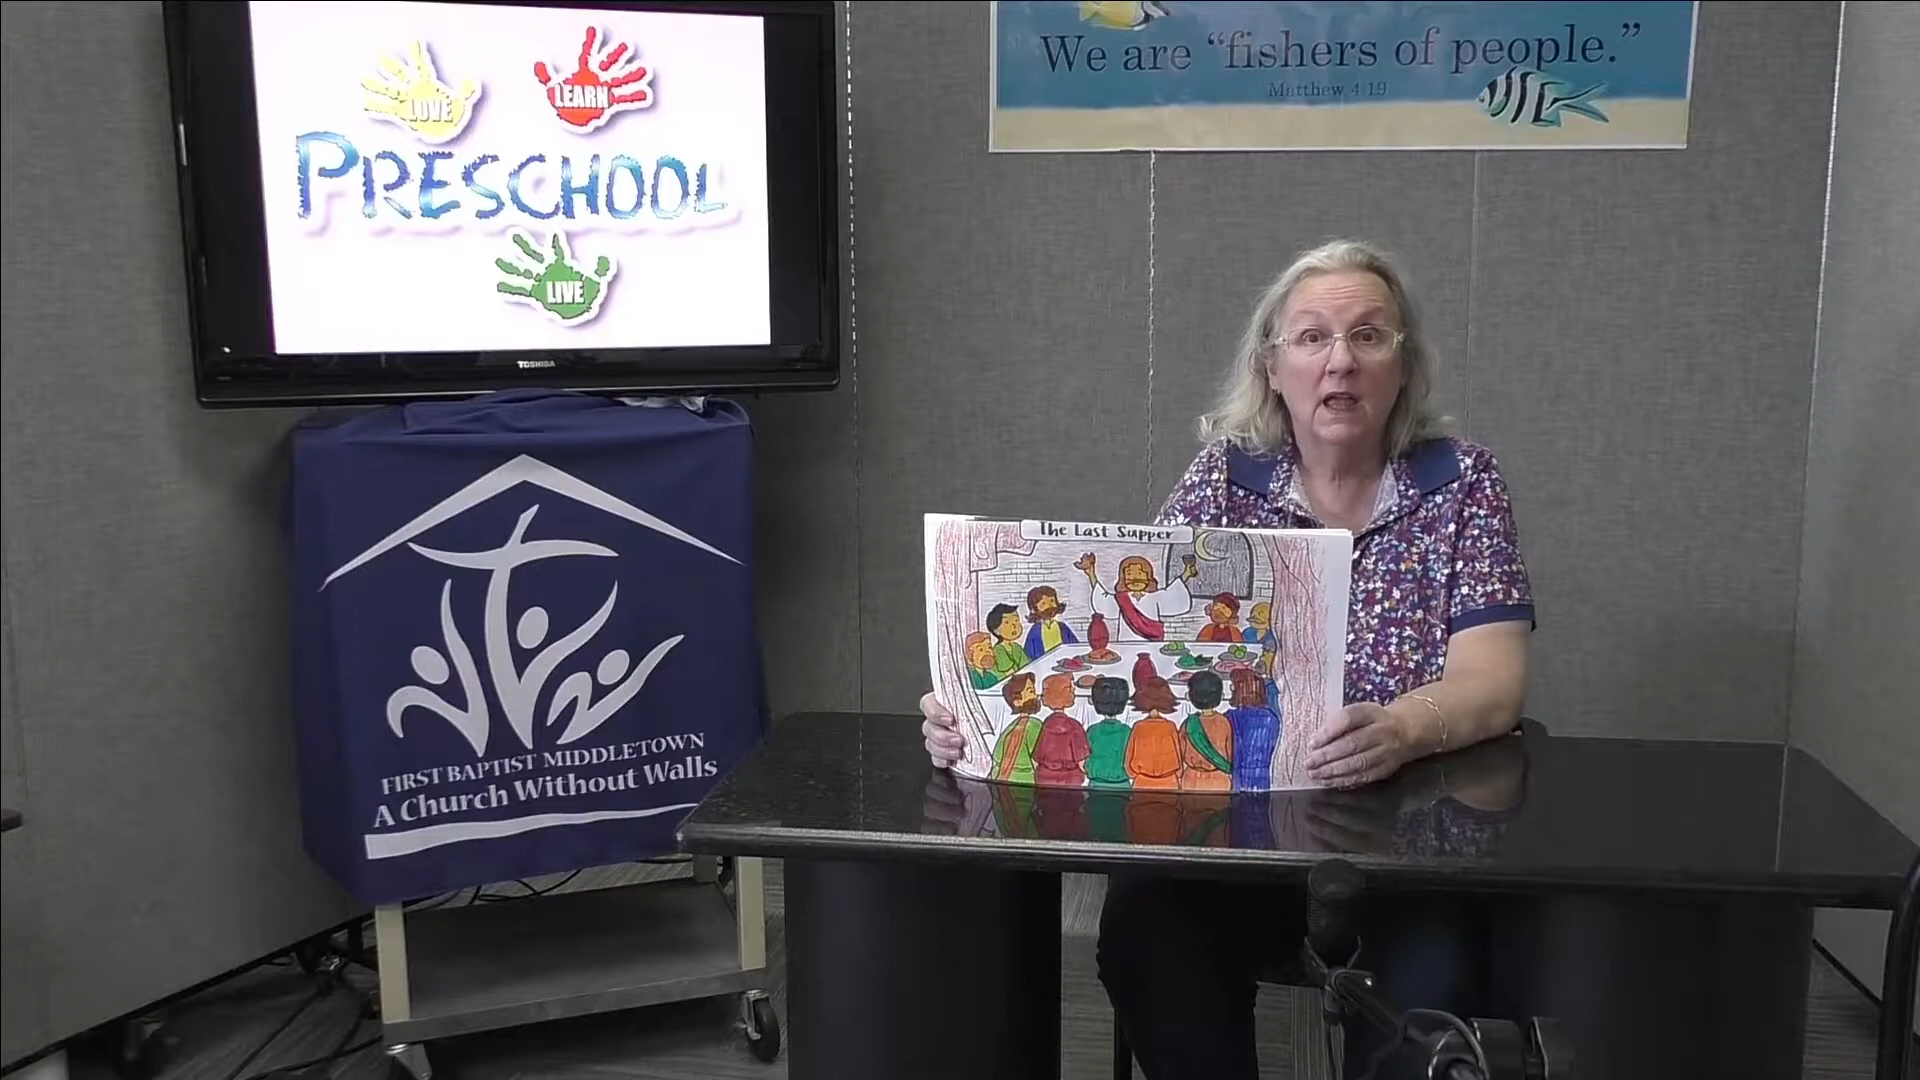 LOVE
LEARN
PRESCHOOL
LIVE
TOSHIBA
We are “fishers of people.”
Matthew 4:19
FIRST BAPTIST MIDDLETOWN
A Church Without Walls
The Last Supper